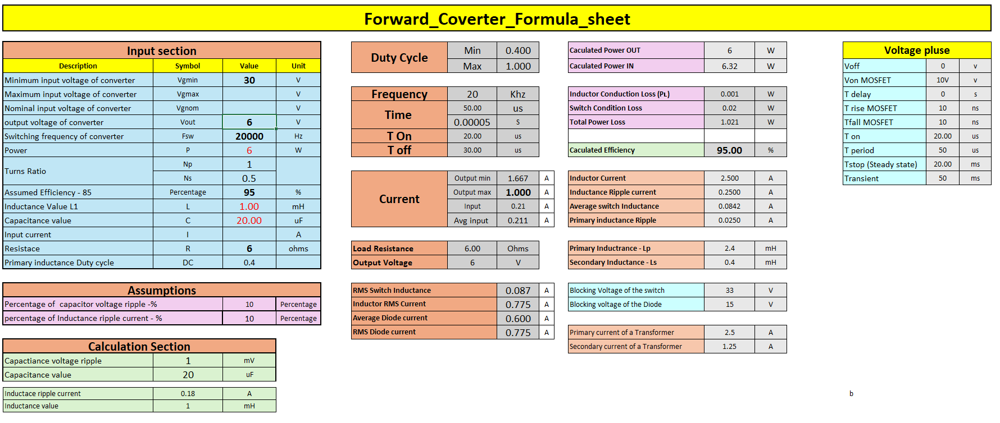 Forward_Coverter_Formula_sheet
Input section
Description Symbol Value Unit
Minimum input voltage of converter Vgmin 30 V
Maximum input voltage of converter Vgmax V
Nominal input voltage of converter Vgnom V
output voltage of converter Vout 6 V
Switching frequency of converter Fsw 20000 Hz
Power P 6 W
Turns Ratio Np 1
Ns 0.5
Assumed Efficiency - 85 Percentage 95 %
Inductance Value L1 L 1.00 mH
Capacitance value C 20.00 uF
Input current I A
Resistace R 6 ohms
Primary inductance Duty cycle DC 0.4
Assumptions
Percentage of capacitor voltage ripple -% 10 Percentage
percentage of Inductance ripple current - % 10 Percentage
Calculation Section
Capactiance voltage ripple 1 mV
Capacitance value 20 uF
Inductace ripple current 0.18 A
Inductance value 1 mH
Duty Cycle Min 0.400
Max 1.000
Frequency 20 Khz
Time 50.00 us
0.00005 S
T On 20.00 us
T off 30.00 us
Current Output min 1.667 A
Output max 1.000 A
Input 0.21 A
Avg input 0.211 A
Load Resistance 6.00 Ohms
Output Voltage 6 V
RMS Switch Inductance 0.087 A
Inductor RMS Current 0.775 A
Average Diode current 0.600 A
RMS Diode current 0.775 A
Caculated Power OUT 6 W
Caculated Power IN 6.32 W
Inductor Conduction Loss (PL) 0.001 W
Switch Condition Loss 0.02 W
Total Power Loss 1.021 W
Caculated Efficiency 95.00 %
Inductor Current 2.500 A
Inductance Ripple current 0.2500 A
Average switch Inductance 0.0842 A
Primary inductance Ripple 0.0250 A
Primary Inductrance - Lp 2.4 mH
Secondary Inductance - Ls 0.4 mH
Blocking Voltage of the switch 33 V
Blocking voltage of the Diode 15 V
Primary current of a Transformer 2.5 A
Secondary current of a Transformer 1.25 A
Voltage pluse
Voff 0 v
Von MOSFET 10V v
T delay 0 s
T rise MOSFET 10 ns
Tfall MOSFET 10 ns
T on 20.00 us
T period 50 us
Tstop (Steady state) 20.00 ms
Transient 50 ms
b